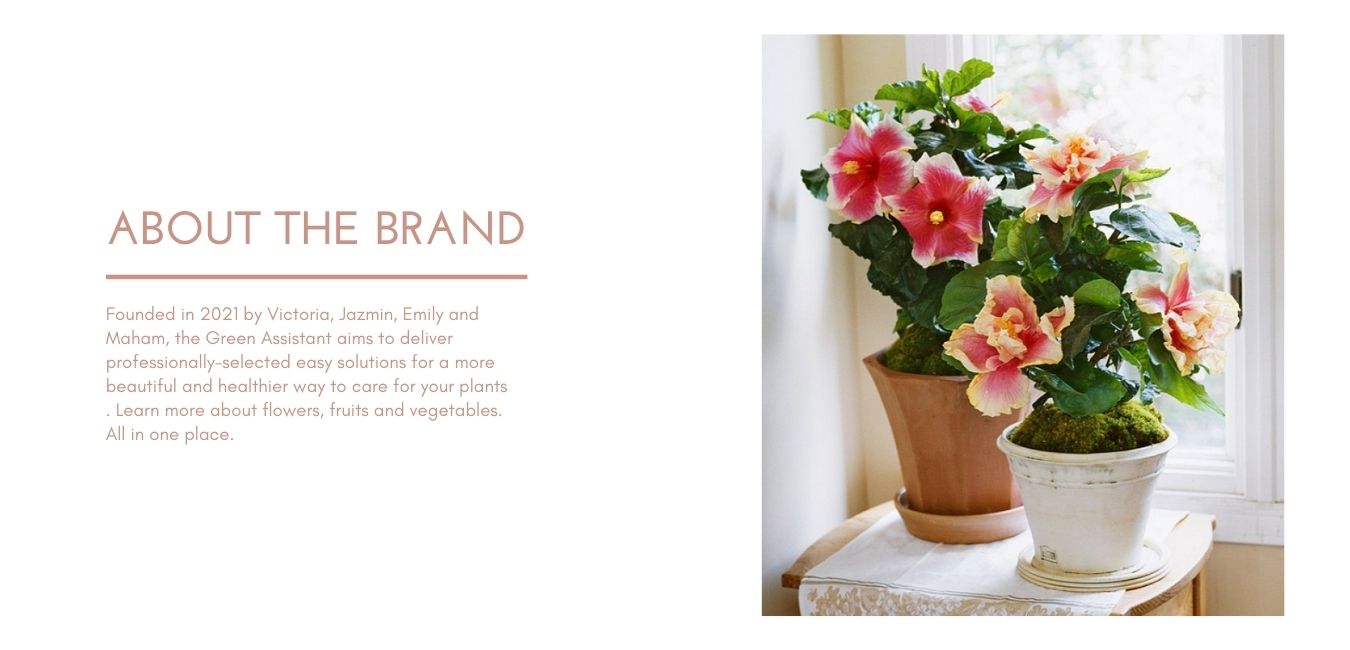 ABOUT THE BRAND
Founded in 2021 by Victoria, Jazmin, Emily and
Maham, the Green Assistant aims to deliver
professionally-selected easy solutions for a more
beautiful and healthier way to care for your plants
. Learn more about flowers, fruits and vegetables.
All in one place.